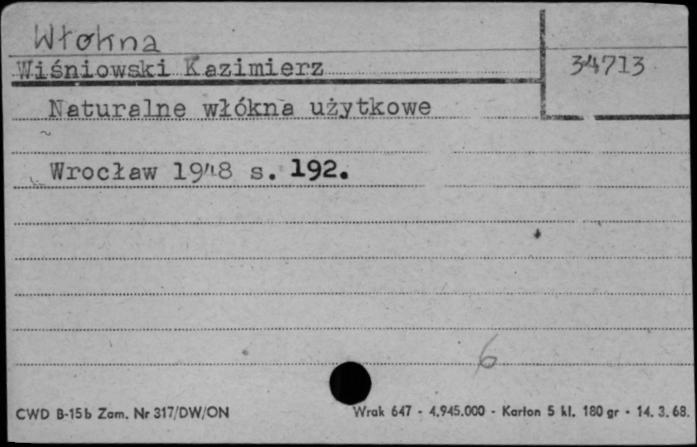 Włókna
Wiśniowski Kazimierz
34713
Naturalne włókna użytkowe
Wrocław 1948 s. 192.
6
CWD B-15b Zam. Nr 317/DW/ON
Wrak 647 - 4.945.000 - Karton 5 kl. 180 gr - 14. 3. 68.